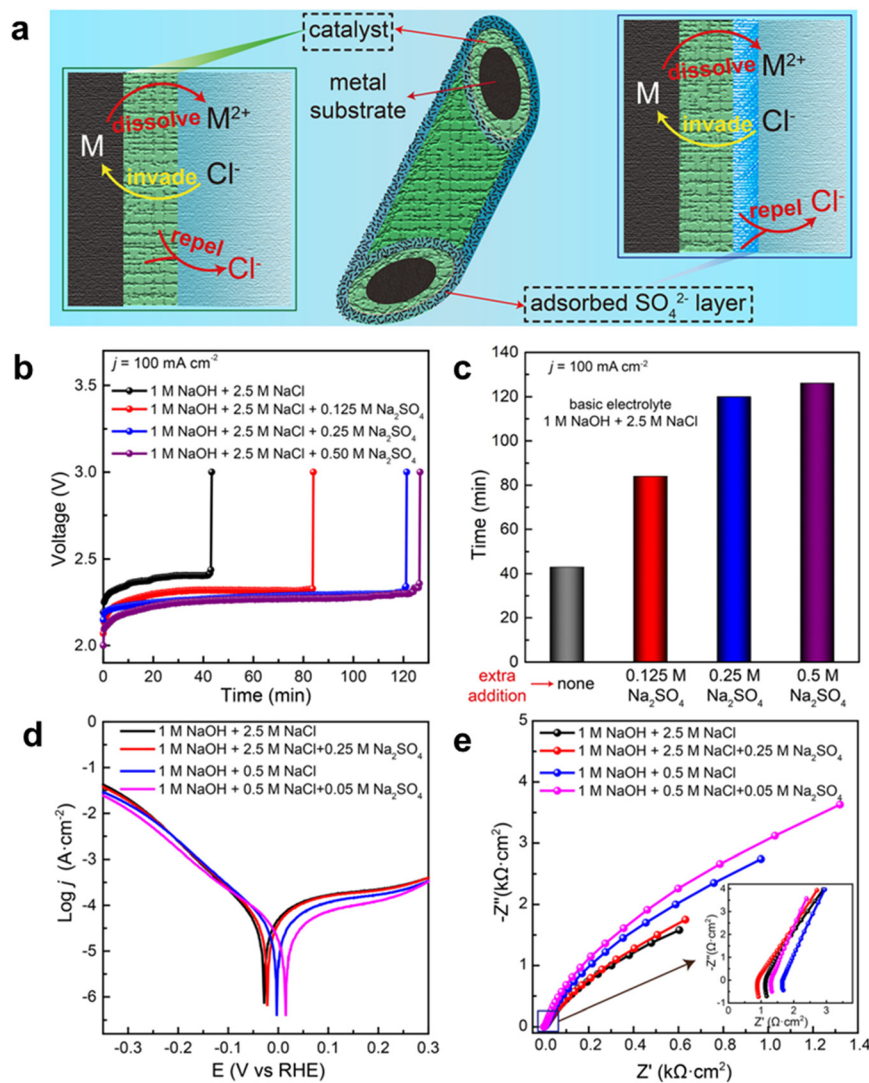 a
catalyst
metal
substrate
adsorbed SO₄²⁻ layer
M
dissolve
M²⁺
invade
Cl⁻
repel
Cl⁻
M
dissolve
M²⁺
invade
Cl⁻
repel
Cl⁻
b
j = 100 mA cm⁻²
1 M NaOH + 2.5 M NaCl
1 M NaOH + 2.5 M NaCl + 0.125 M Na₂SO₄
1 M NaOH + 2.5 M NaCl + 0.25 M Na₂SO₄
1 M NaOH + 2.5 M NaCl + 0.50 M Na₂SO₄
Voltage (V)
3.5
3.0
2.5
2.0
0 20 40 60 80 100 120
Time (min)
c
j = 100 mA cm⁻²
basic electrolyte
1 M NaOH + 2.5 M NaCl
Time (min)
140
120
100
80
60
40
20
0
extra
addition
none
0.125 M
Na₂SO₄
0.25 M
Na₂SO₄
0.5 M
Na₂SO₄
d
1 M NaOH + 2.5 M NaCl
1 M NaOH + 2.5 M NaCl+0.25 M Na₂SO₄
1 M NaOH + 0.5 M NaCl
1 M NaOH + 0.5 M NaCl+0.05 M Na₂SO₄
Log j (A·cm⁻²)
0
-1
-2
-3
-4
-5
-6
-0.3 -0.2 -0.1 0.0 0.1 0.2 0.3
E (V vs RHE)
e
1 M NaOH + 2.5 M NaCl
1 M NaOH + 2.5 M NaCl+0.25 M Na₂SO₄
1 M NaOH + 0.5 M NaCl
1 M NaOH + 0.5 M NaCl+0.05 M Na₂SO₄
-Z''(kΩ·cm²)
5
4
3
2
1
0
0.0 0.2 0.4 0.6 0.8 1.0 1.2 1.4
Z' (kΩ·cm²)
-Z''(Ω·cm²)
4
3
2
1
0
-1
0 1 2 3 4
Z' (Ω·cm²)